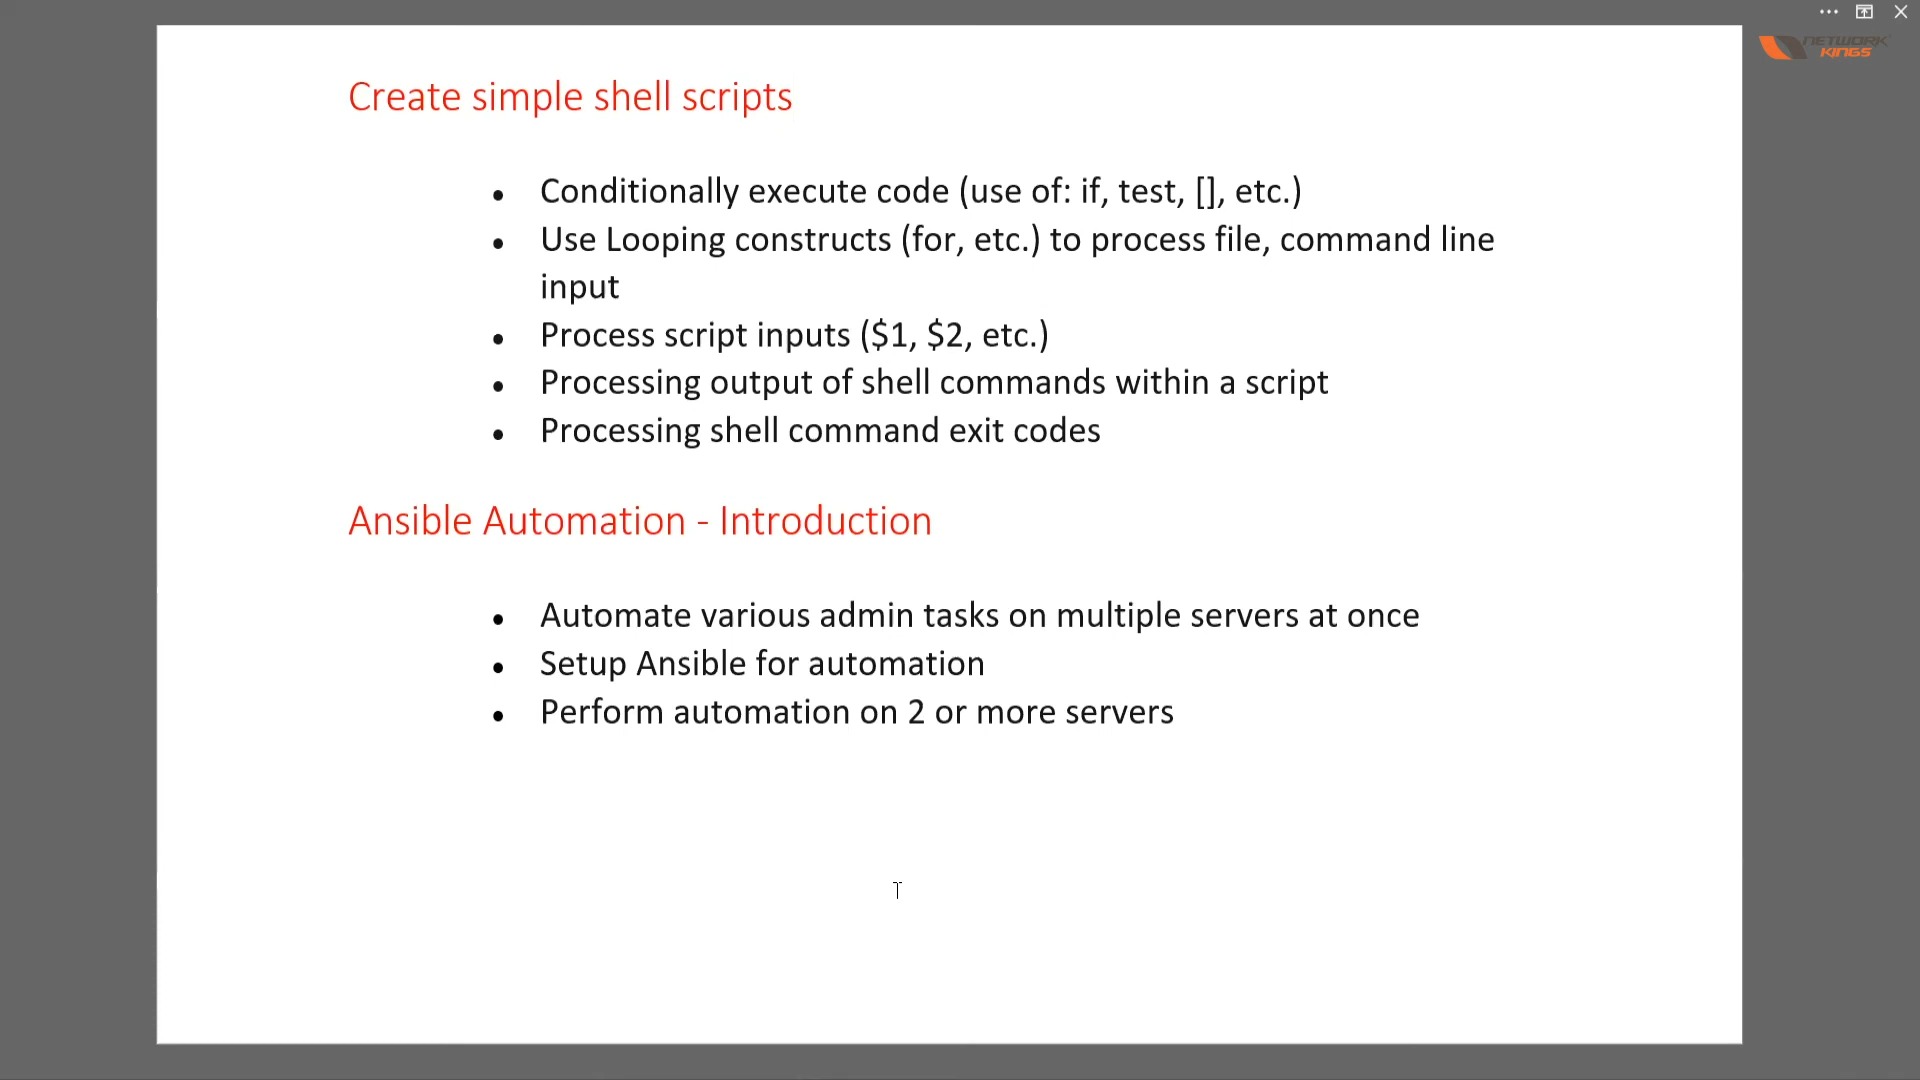 NETWORK
KINGS
Create simple shell scripts
• Conditionally execute code (use of: if, test, [], etc.)
• Use Looping constructs (for, etc.) to process file, command line
input
• Process script inputs ($1, $2, etc.)
• Processing output of shell commands within a script
• Processing shell command exit codes
Ansible Automation - Introduction
• Automate various admin tasks on multiple servers at once
• Setup Ansible for automation
• Perform automation on 2 or more servers